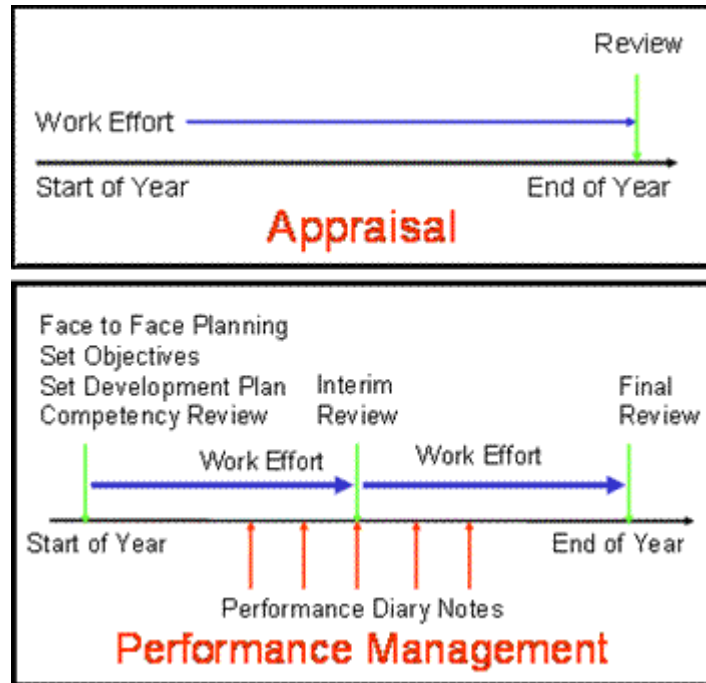 Review
Work Effort
Start of Year End of Year
Appraisal
Face to Face Planning
Set Objectives
Set Development Plan
Competency Review
Interim
Review
Final
Review
Work Effort
Work Effort
Start of Year End of Year
Performance Diary Notes
Performance Management